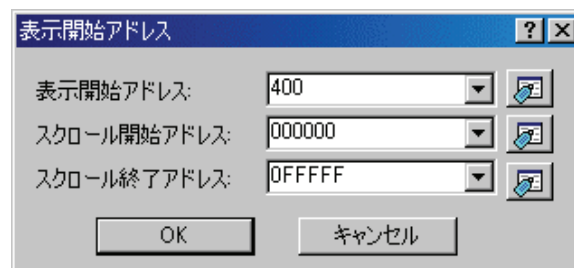 表示開始アドレス
表示開始アドレス: 400
スクロール開始アドレス: 000000
スクロール終了アドレス: 0FFFFF
OK キャンセル